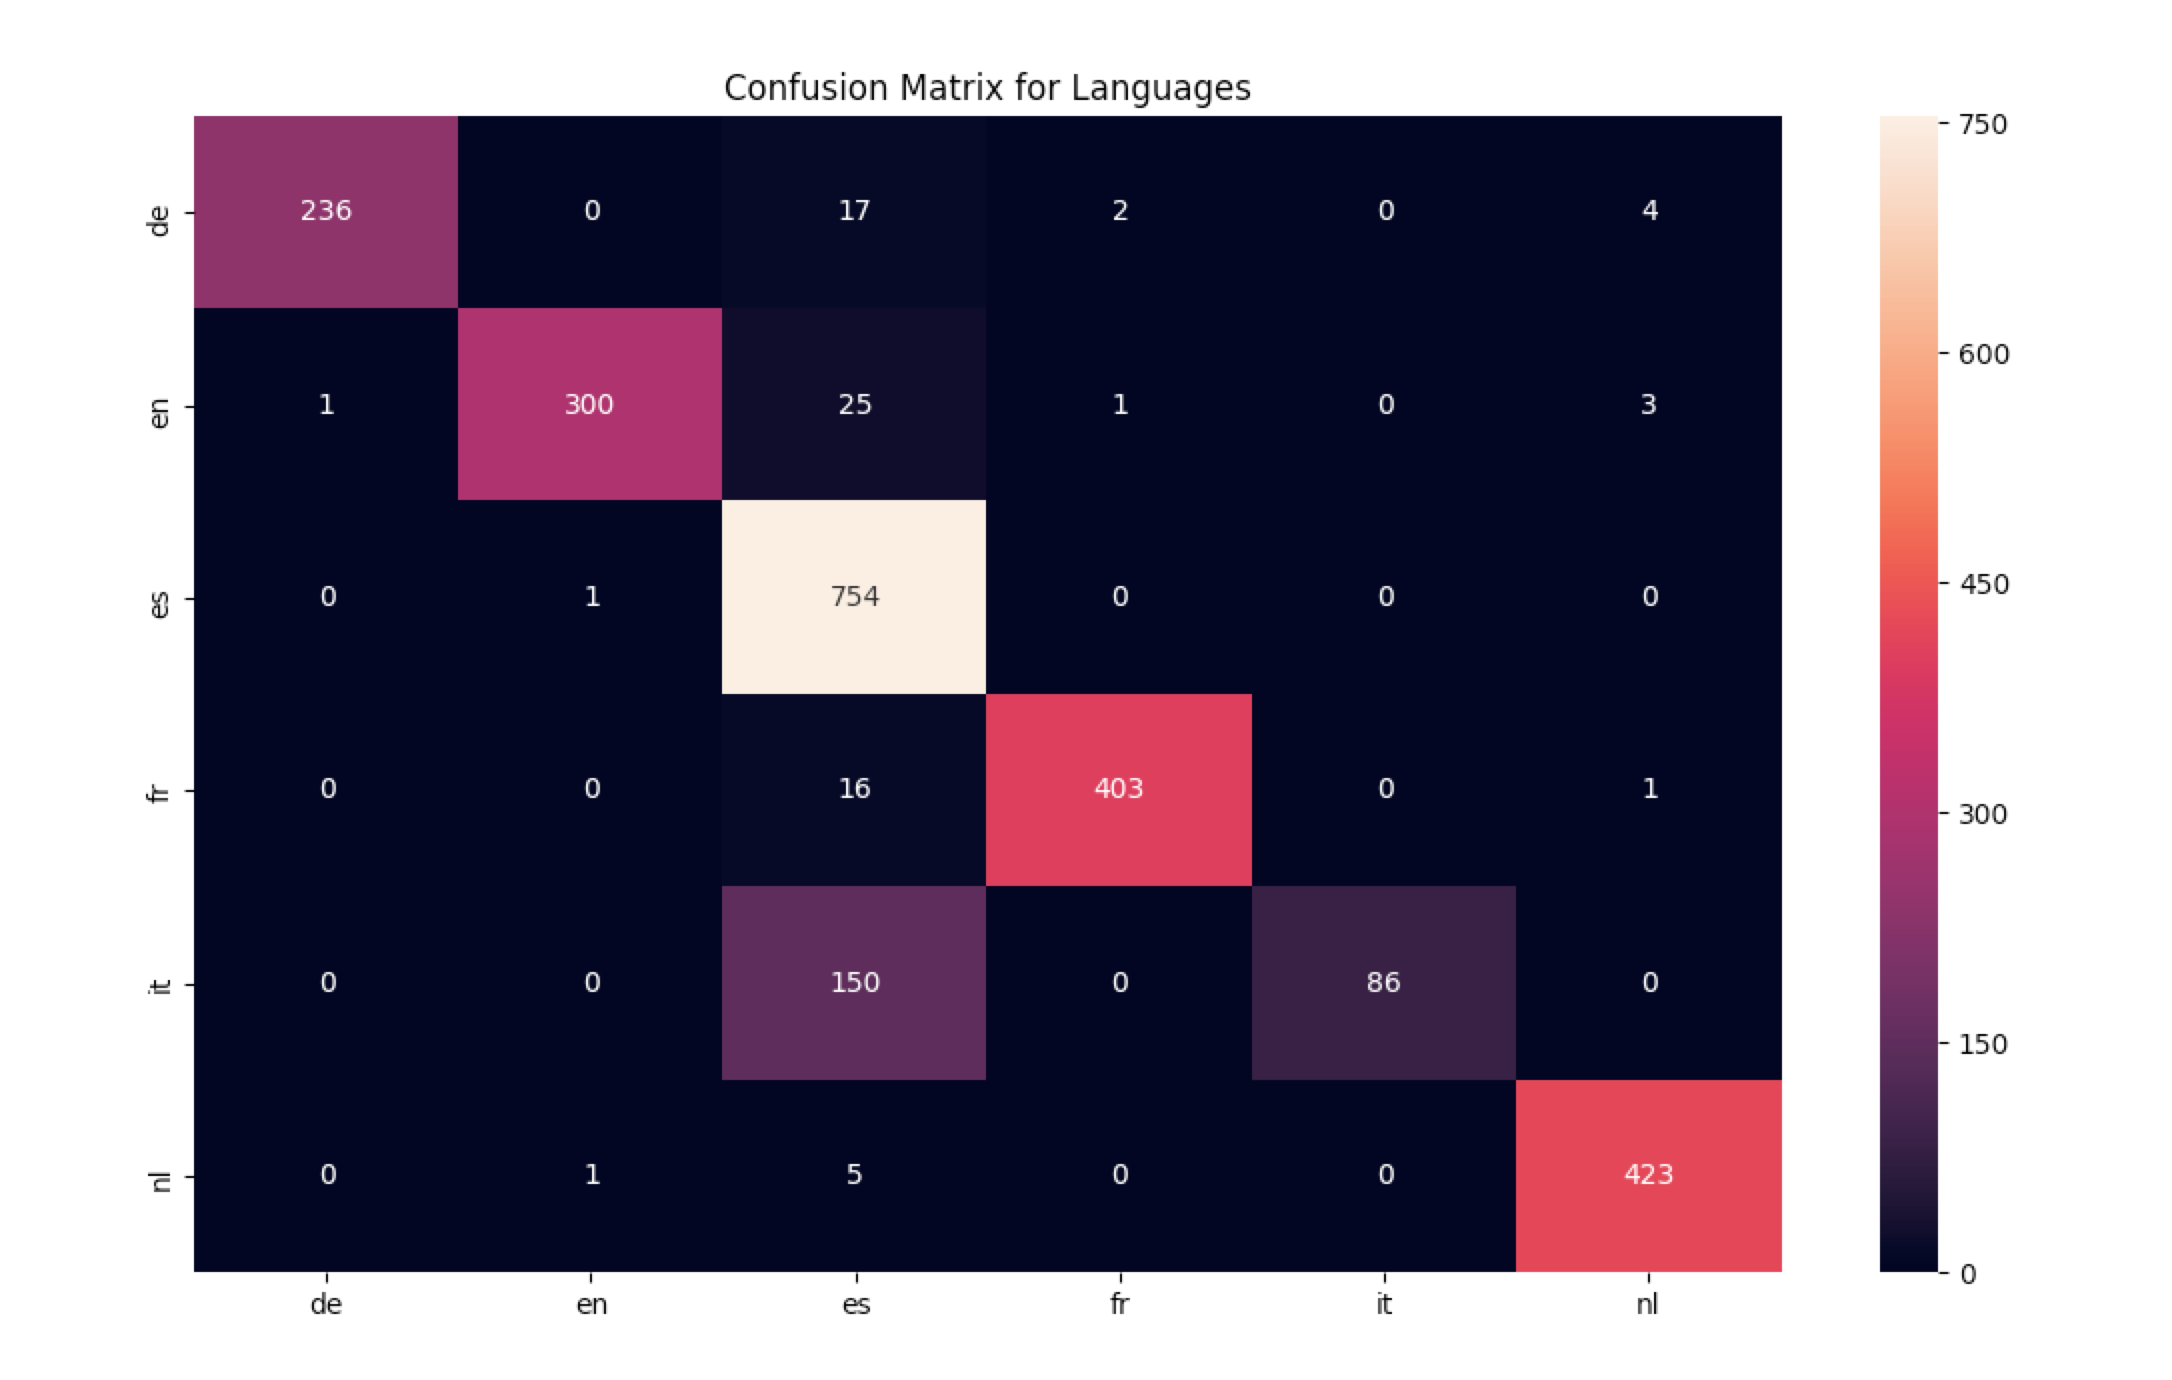 Confusion Matrix for Languages
750
de 236 0 17 2 0 4
600
en 1 300 25 1 0 3
450
es 0 1 754 0 0 0
fr 0 0 16 403 0 1
300
it 0 0 150 0 86 0
150
nl 0 1 5 0 0 423
0
de en es fr it nl